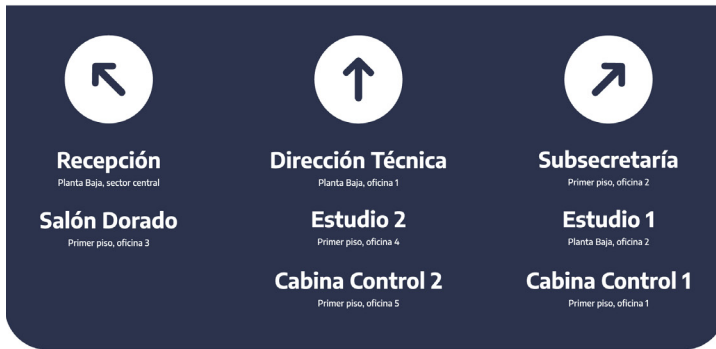 Recepción
Planta Baja, sector central
Salón Dorado
Primer piso, oficina 3
Dirección Técnica
Planta Baja, oficina 1
Estudio 2
Primer piso, oficina 4
Cabina Control 2
Primer piso, oficina 5
Subsecretaría
Primer piso, oficina 2
Estudio 1
Planta Baja, oficina 2
Cabina Control 1
Primer piso, oficina 1